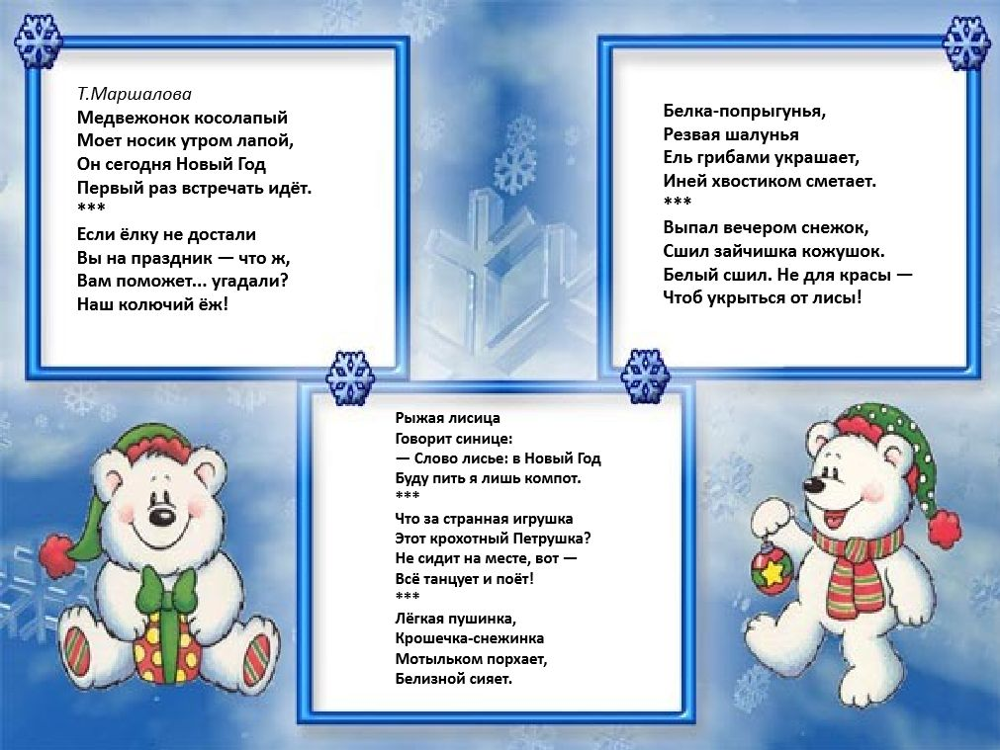 Т.Маршалова
Медвежонок косолапый
Моет носик утром лапой,
Он сегодня Новый Год
Первый раз встречать идёт.
***
Если ёлку не достали
Вы на праздник — что ж,
Вам поможет... угадали?
Наш колючий ёж!
Белка-попрыгунья,
Резвая шалунья
Ель грибами украшает,
Иней хвостиком сметает.
***
Выпал вечером снежок,
Сшил зайчишка кожушок.
Белый сшил. Не для красы —
Чтоб укрыться от лисы!
Рыжая лисица
Говорит синице:
— Слово лисье: в Новый Год
Буду пить я лишь компот.
***
Что за странная игрушка
Этот крохотный Петрушка?
Не сидит на месте, вот —
Всё танцует и поёт!
***
Лёгкая пушинка,
Крошечка-снежинка
Мотыльком порхает,
Белизной сияет.